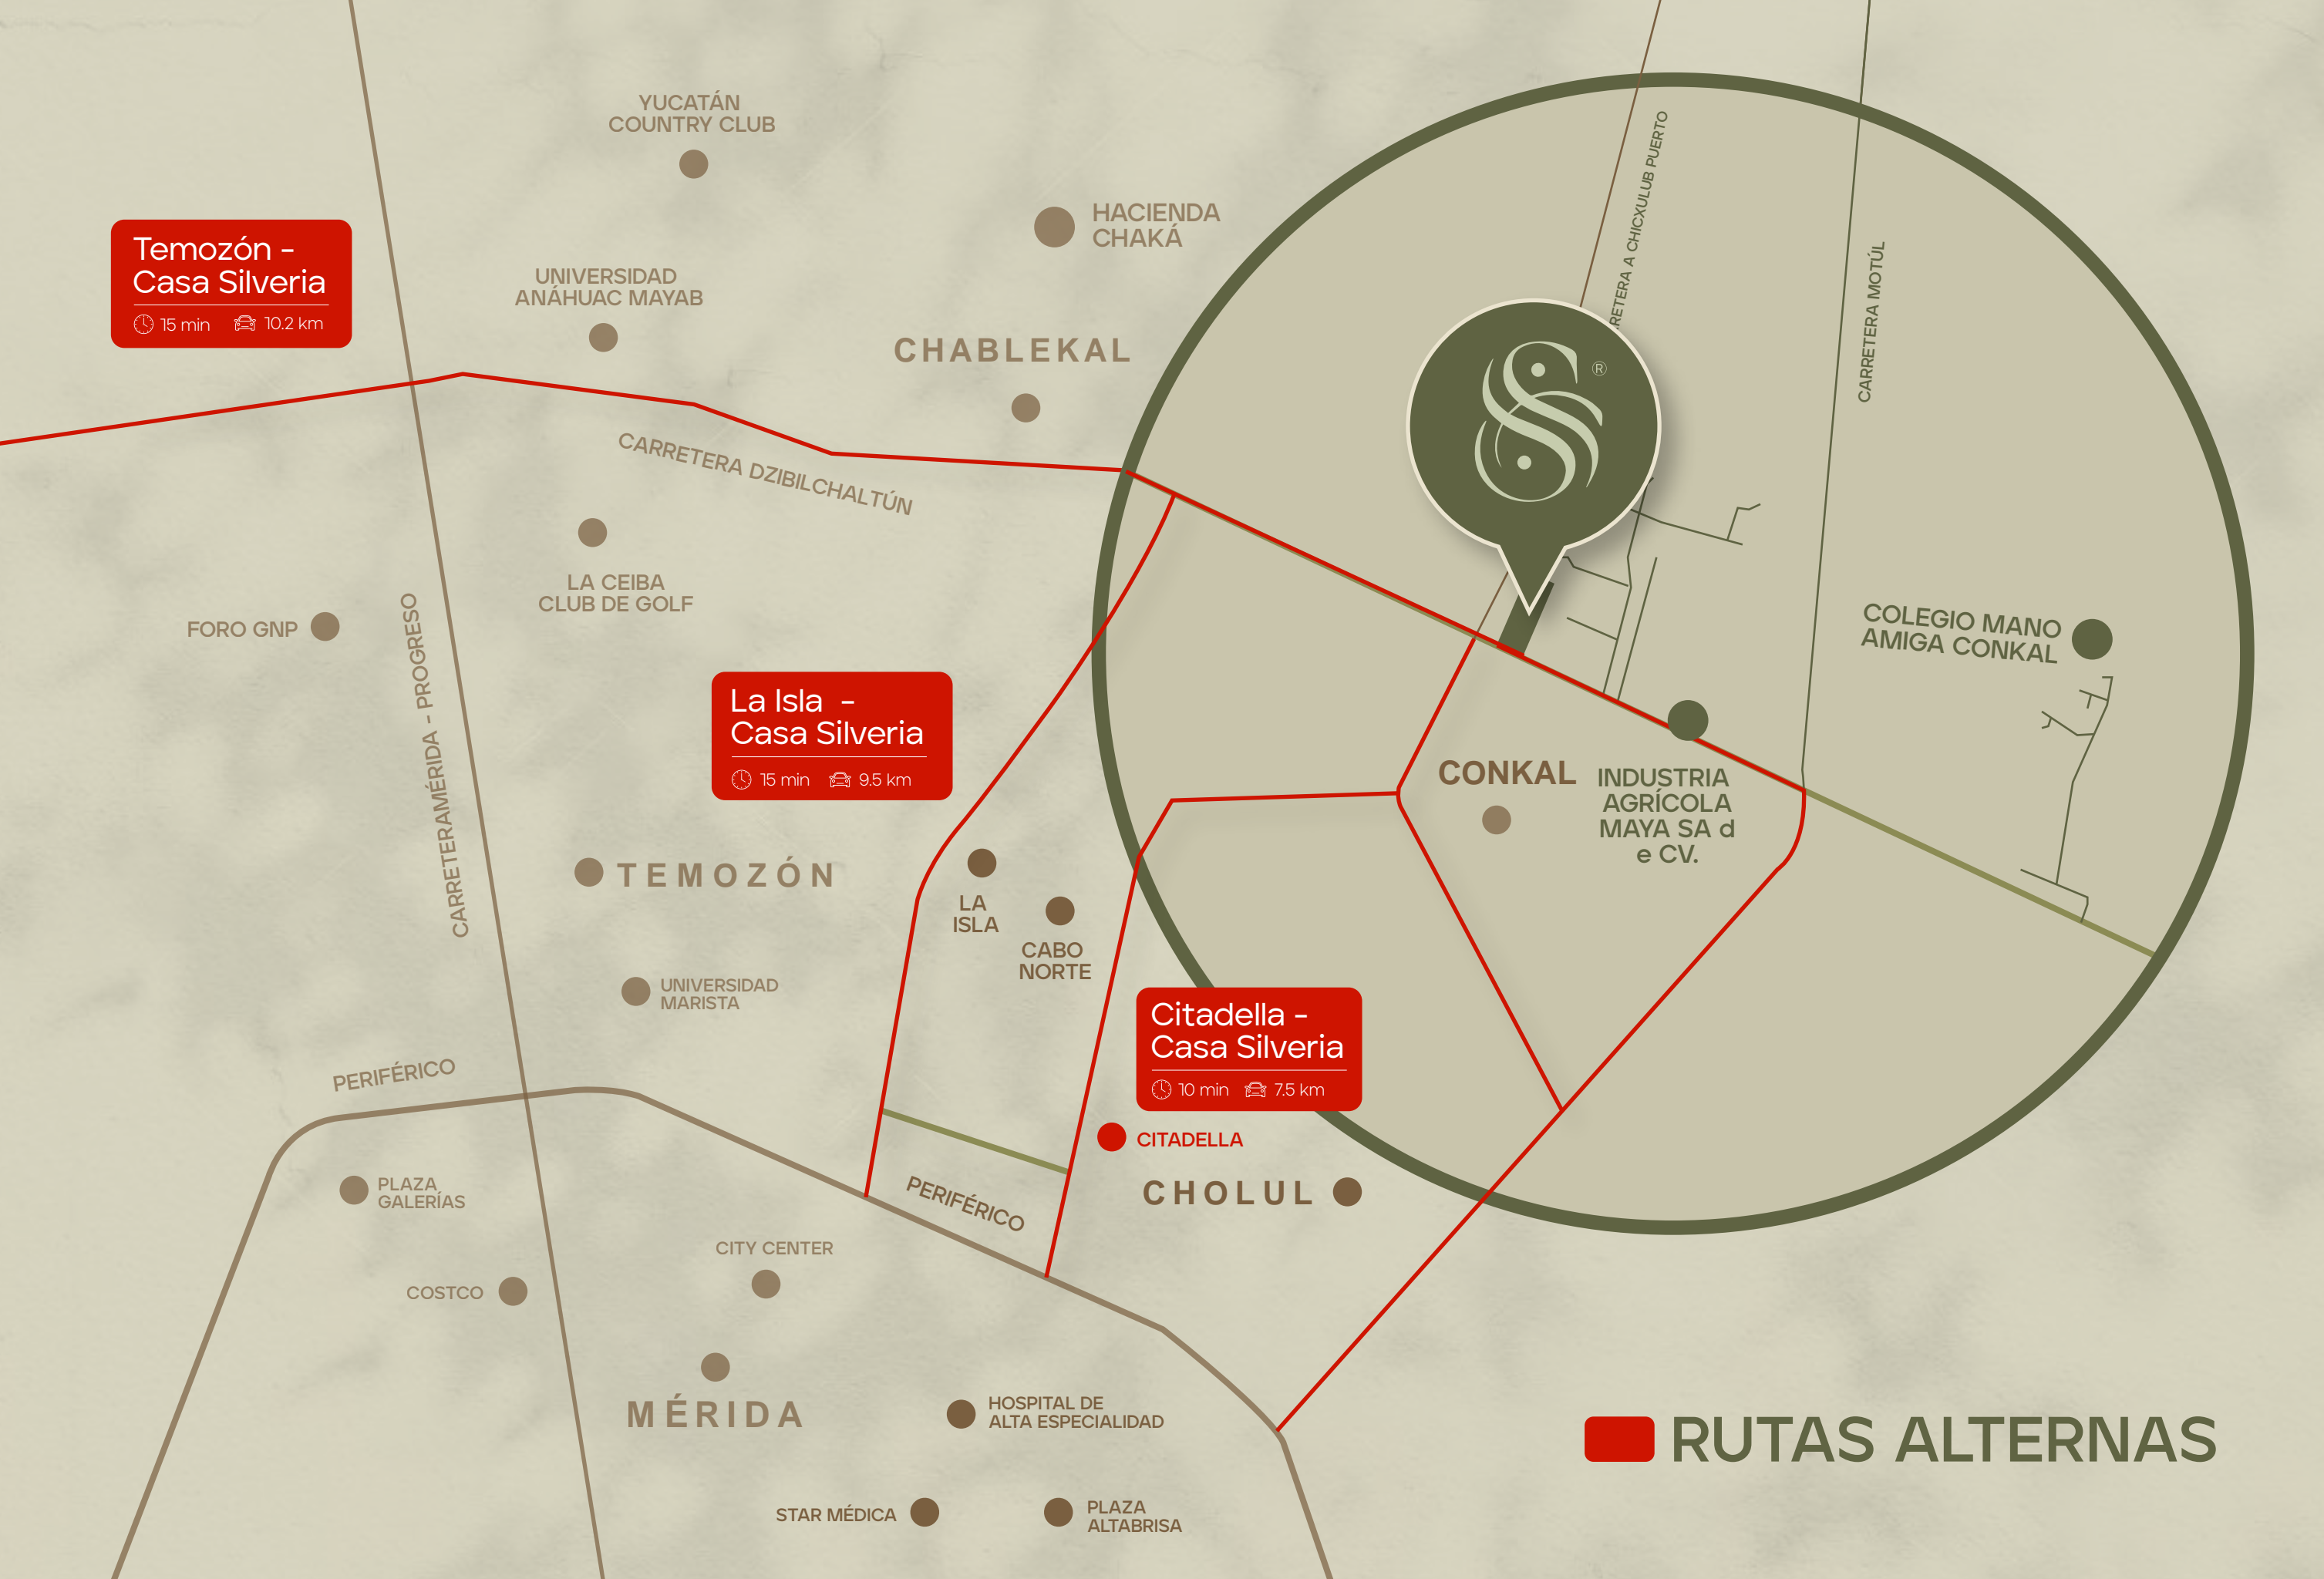 YUCATÁN
COUNTRY CLUB
HACIENDA
CHAKÁ
Temozón -
Casa Silveria
15 min 10.2 km
UNIVERSIDAD
ANÁHUAC MAYAB
CHABLEKAL
CARRETERA DZIBILCHALTÚN
A CHICXULUB PUERTO
CARRETERA MOTÚL
®
LA CEIBA
CLUB DE GOLF
FORO GNP
CARRETERAMÉRIDA - PROGRESO
COLEGIO MANO
AMIGA CONKAL
La Isla -
Casa Silveria
15 min 9.5 km
CONKAL
INDUSTRIA
AGRÍCOLA
MAYA SA d
e CV.
TEMOZÓN
LA
ISLA
CABO
NORTE
UNIVERSIDAD
MARISTA
Citadella -
Casa Silveria
10 min 7.5 km
PERIFÉRICO
CITADELLA
CHOLUL
PERIFÉRICO
PLAZA
GALERÍAS
CITY CENTER
COSTCO
MÉRIDA
HOSPITAL DE
ALTA ESPECIALIDAD
STAR MÉDICA
PLAZA
ALTABRISA
RUTAS ALTERNAS